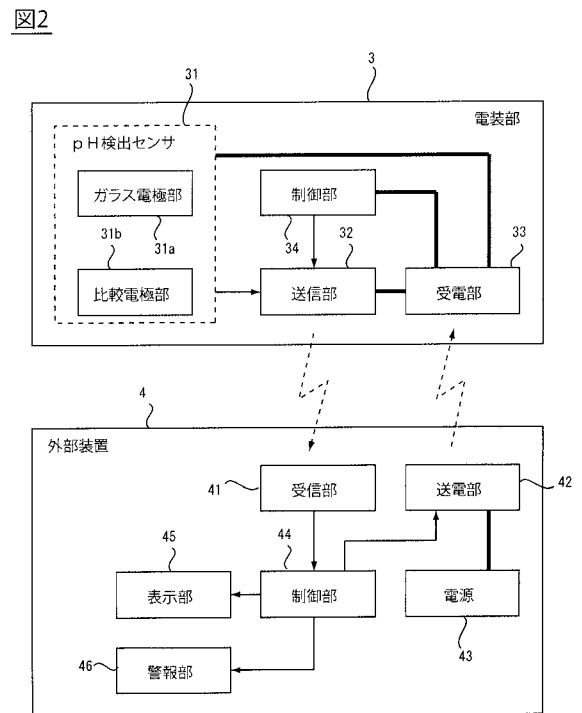 図2
3
31
電装部
pH検出センサ
ガラス電極部
31a
31b
比較電極部
制御部
34
32
送信部
33
受電部
4
外部装置
41
受信部
送電部
42
45
44
表示部
制御部
電源
43
46
警報部